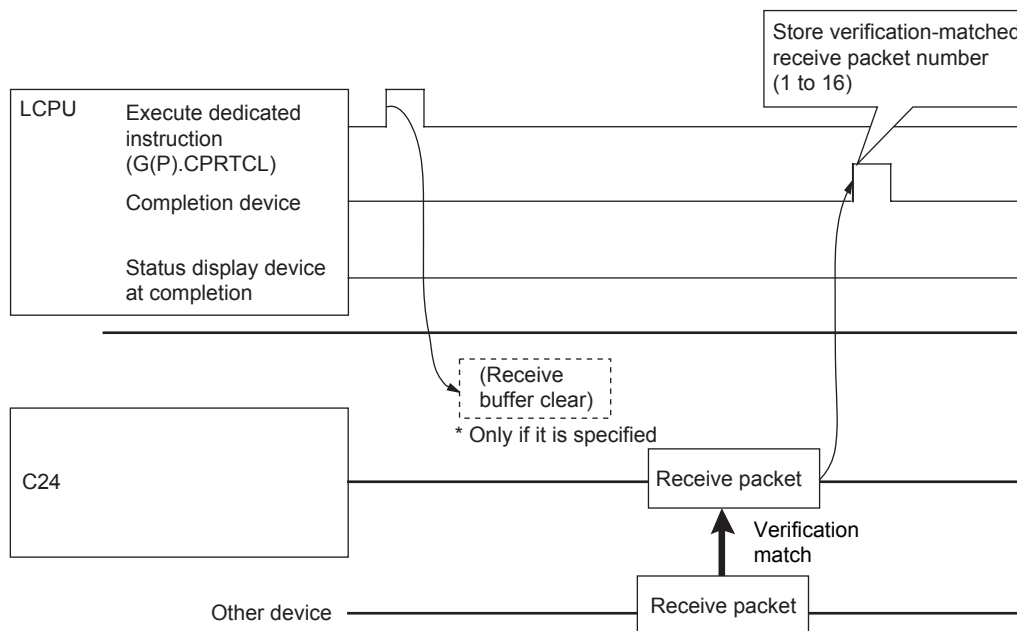 Store verification-matched
receive packet number
(1 to 16)
LCPU
Execute dedicated
instruction
(G(P).CPRTCL)
Completion device
Status display device
at completion
(Receive
buffer clear)
* Only if it is specified
C24
Receive packet
Verification
match
Other device
Receive packet